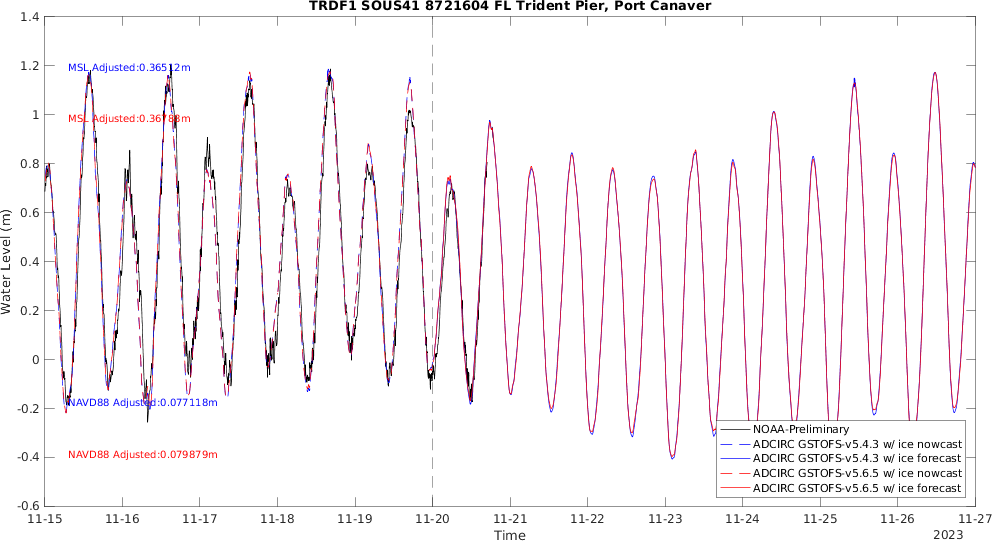 TRDF1 SOUS41 8721604 FL Trident Pier, Port Canaver
1.4
1.2
1
0.8
0.6
0.4
0.2
0
-0.2
-0.4
-0.6
Water Level (m)
MSL Adjusted:0.36512m
MSL Adjusted:0.36783m
NAVD88 Adjusted:0.077118m
NAVD88 Adjusted:0.079879m
NOAA-Preliminary
ADCIRC GSTOFS-v5.4.3 w/ ice nowcast
ADCIRC GSTOFS-v5.4.3 w/ ice forecast
ADCIRC GSTOFS-v5.6.5 w/ ice nowcast
ADCIRC GSTOFS-v5.6.5 w/ ice forecast
11-15 11-16 11-17 11-18 11-19 11-20 11-21 11-22 11-23 11-24 11-25 11-26 11-27
Time
2023